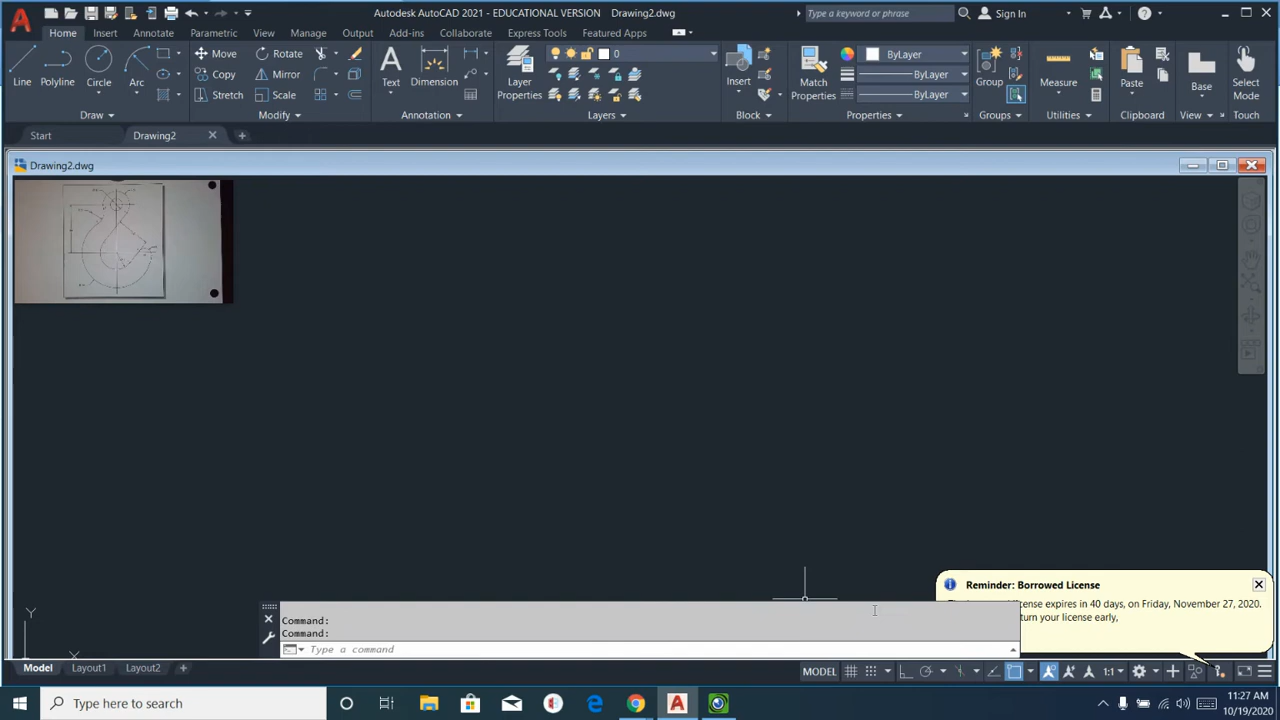 Autodesk AutoCAD 2021 - EDUCATIONAL VERSION Drawing2.dwg
Type a keyword or phrase
Sign In
Home Insert Annotate Parametric View Manage Output Add-ins Collaborate Express Tools Featured Apps
Line Polyline Circle Arc
Move Rotate
Copy Mirror
Stretch Scale
Text Dimension
Layer Properties
0
Insert
Match Properties
ByLayer
ByLayer
ByLayer
Group
Measure
Paste
Base
Select Mode
Draw Modify Annotation Layers Block Properties Groups Utilities Clipboard View Touch
Start Drawing2
Drawing2.dwg
Y
Reminder: Borrowed License
expires in 40 days, on Friday, November 27, 2020.
your license early,
Command:
Command:
Type a command
Model Layout1 Layout2
MODEL
1:1
Type here to search
11:27 AM
10/19/2020